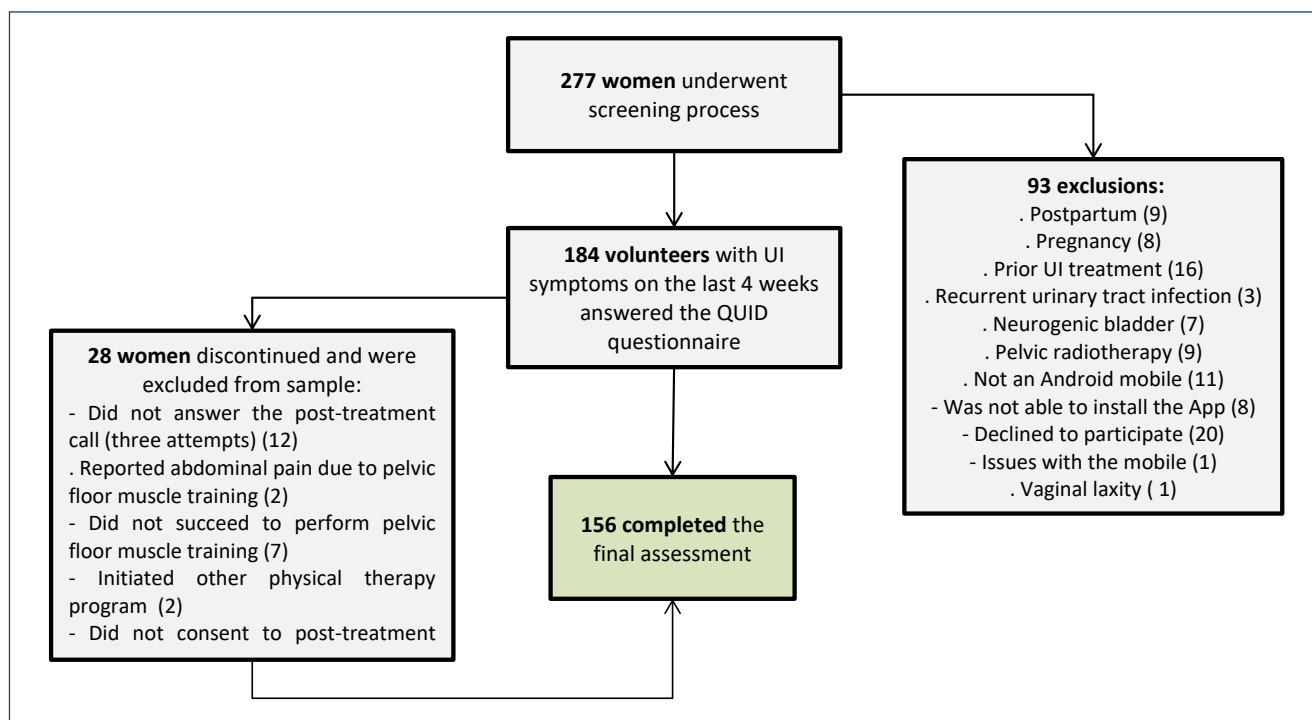 277 women underwent
screening process
93 exclusions:
. Postpartum (9)
. Pregnancy (8)
. Prior UI treatment (16)
. Recurrent urinary tract infection (3)
. Neurogenic bladder (7)
. Pelvic radiotherapy (9)
. Not an Android mobile (11)
- Was not able to install the App (8)
- Declined to participate (20)
- Issues with the mobile (1)
. Vaginal laxity ( 1)
184 volunteers with UI
symptoms on the last 4 weeks
answered the QUID
questionnaire
28 women discontinued and were
excluded from sample:
- Did not answer the post-treatment
call (three attempts) (12)
. Reported abdominal pain due to pelvic
floor muscle training (2)
- Did not succeed to perform pelvic
floor muscle training (7)
- Initiated other physical therapy
program (2)
- Did not consent to post-treatment
156 completed the
final assessment